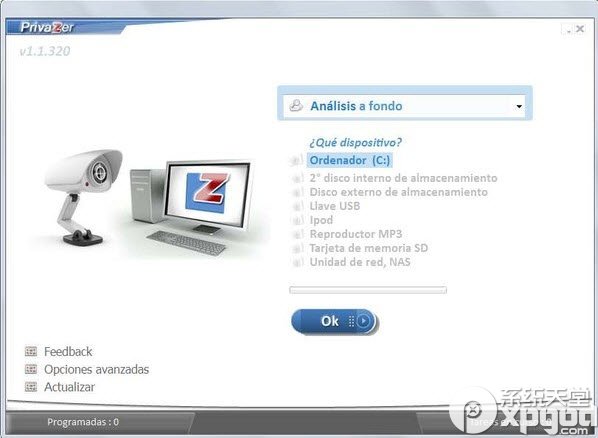 PrivaZer
v1.1.320
Análisis a fondo
¿Qué dispositivo?
Ordenador (C:)
2° disco interno de almacenamiento
Disco externo de almacenamiento
Llave USB
Ipod
Reproductor MP3
Tarjeta de memoria SD
Unidad de red, NAS
Ok
Feedback
Opciones avanzadas
Actualizar
Programadas : 0
系统天堂
.com